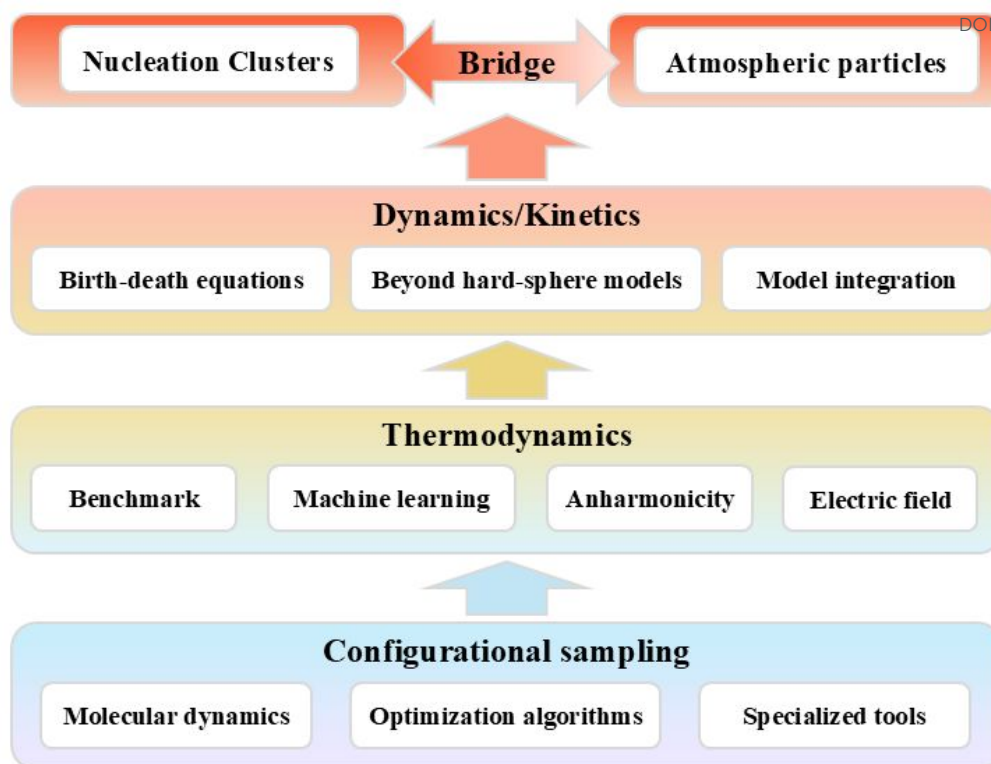 Nucleation Clusters
Bridge
Atmospheric particles
Dynamics/Kinetics
Birth-death equations
Beyond hard-sphere models
Model integration
Thermodynamics
Benchmark
Machine learning
Anharmonicity
Electric field
Configurational sampling
Molecular dynamics
Optimization algorithms
Specialized tools